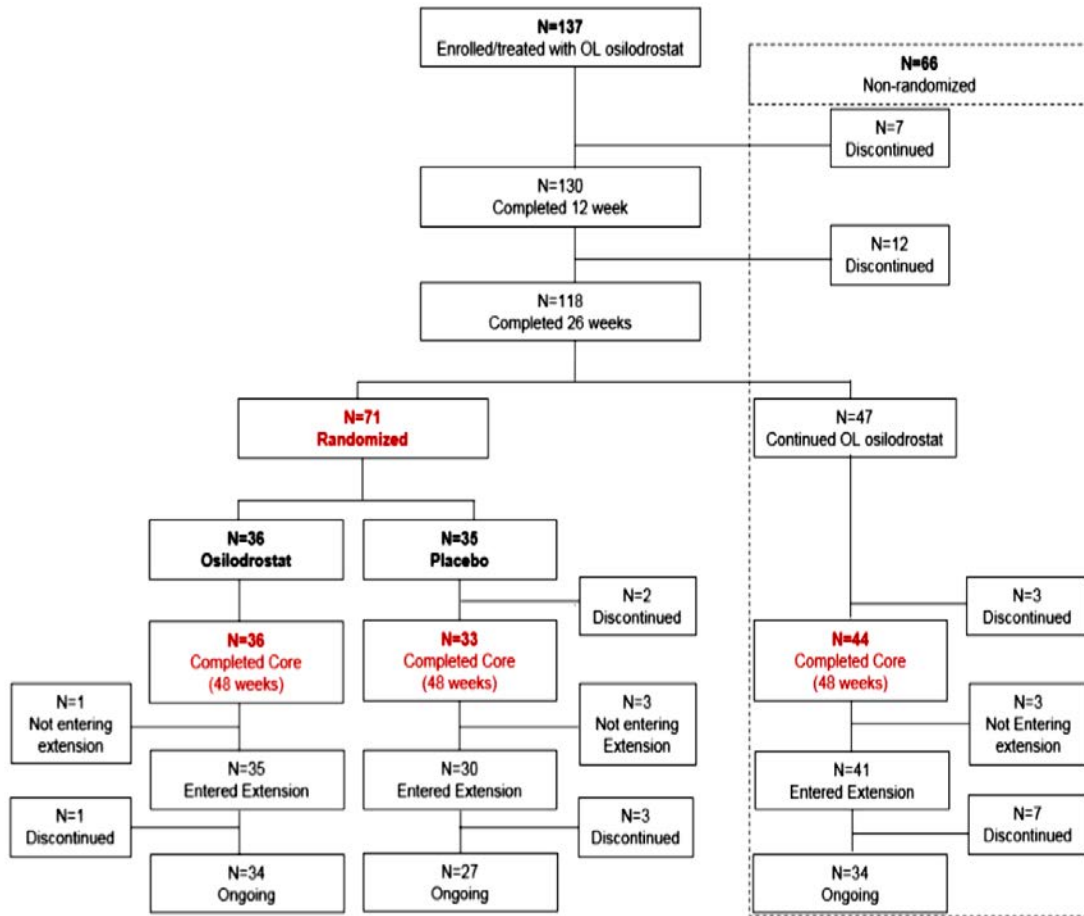 N=137
Enrolled/treated with OL osilodrostat
N=66
Non-randomized
N=7
Discontinued
N=130
Completed 12 week
N=12
Discontinued
N=118
Completed 26 weeks
N=71
Randomized
N=47
Continued OL osilodrostat
N=36
Osilodrostat
N=35
Placebo
N=2
Discontinued
N=3
Discontinued
N=36
Completed Core
(48 weeks)
N=33
Completed Core
(48 weeks)
N=44
Completed Core
(48 weeks)
N=1
Not entering
extension
N=3
Not entering
Extension
N=3
Not Entering
extension
N=35
Entered Extension
N=30
Entered Extension
N=41
Entered Extension
N=1
Discontinued
N=3
Discontinued
N=7
Discontinued
N=34
Ongoing
N=27
Ongoing
N=34
Ongoing